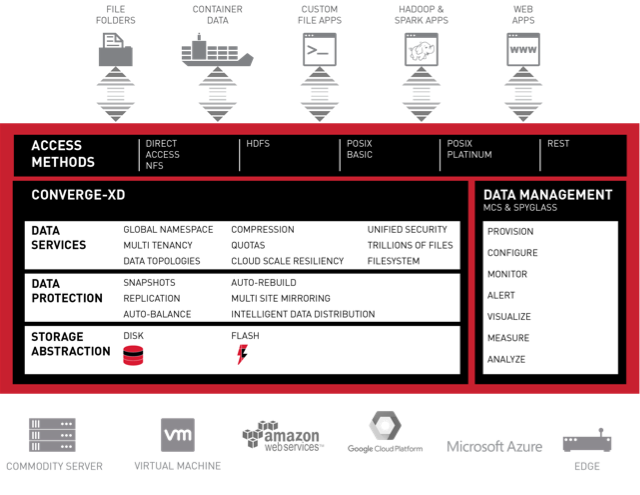 FILE
FOLDERS
CONTAINER
DATA
CUSTOM
FILE APPS
HADOOP &
SPARK APPS
WEB
APPS
>_
www
ACCESS
METHODS
DIRECT
ACCESS
NFS
HDFS
POSIX
BASIC
POSIX
PLATINUM
REST
CONVERGE-XD
DATA
SERVICES
GLOBAL NAMESPACE
MULTI TENANCY
DATA TOPOLOGIES
COMPRESSION
QUOTAS
CLOUD SCALE RESILIENCY
UNIFIED SECURITY
TRILLIONS OF FILES
FILESYSTEM
DATA
PROTECTION
SNAPSHOTS
REPLICATION
AUTO-BALANCE
AUTO-REBUILD
MULTI SITE MIRRORING
INTELLIGENT DATA DISTRIBUTION
STORAGE
ABSTRACTION
DISK
FLASH
DATA MANAGEMENT
MCS & SPYGLASS
PROVISION
CONFIGURE
MONITOR
ALERT
VISUALIZE
MEASURE
ANALYZE
COMMODITY SERVER
vm
VIRTUAL MACHINE
amazon
web services™
Google Cloud Platform
Microsoft Azure
EDGE